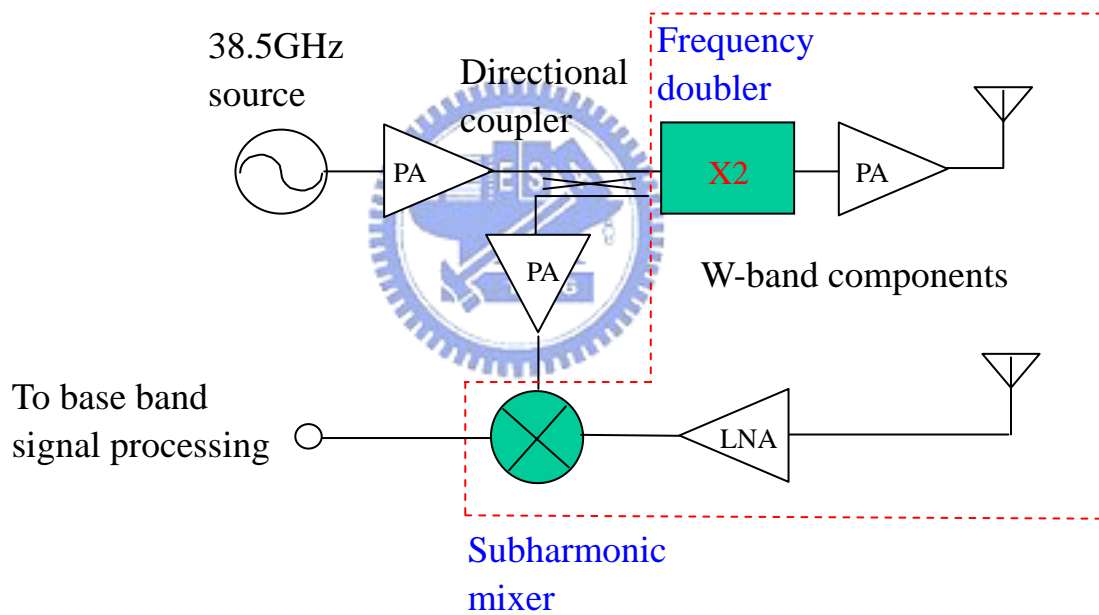 38.5GHz
source
Directional
coupler
Frequency
doubler
PA
X2
PA
PA
W-band components
To base band
signal processing
LNA
Subharmonic
mixer